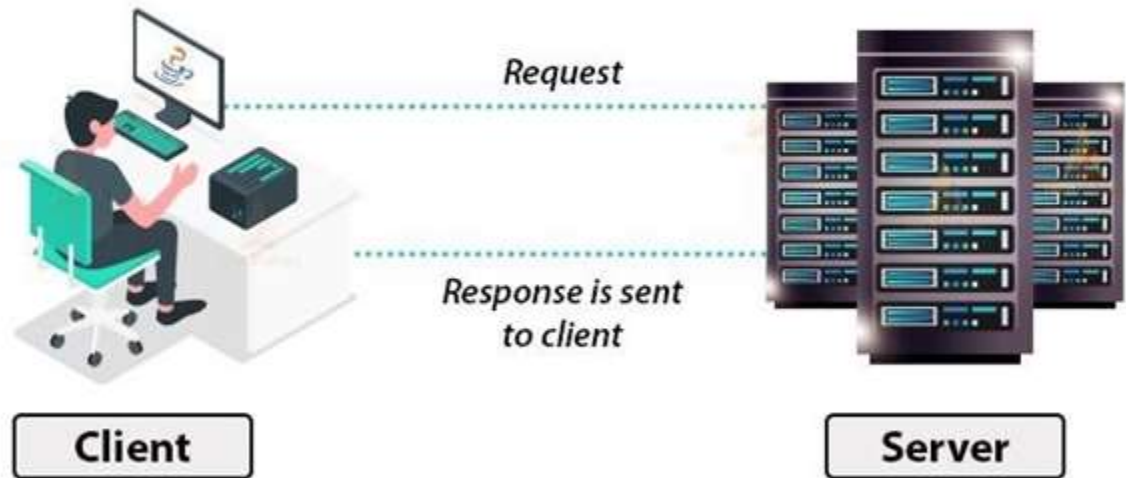 Request
Response is sent
to client
Client
Server